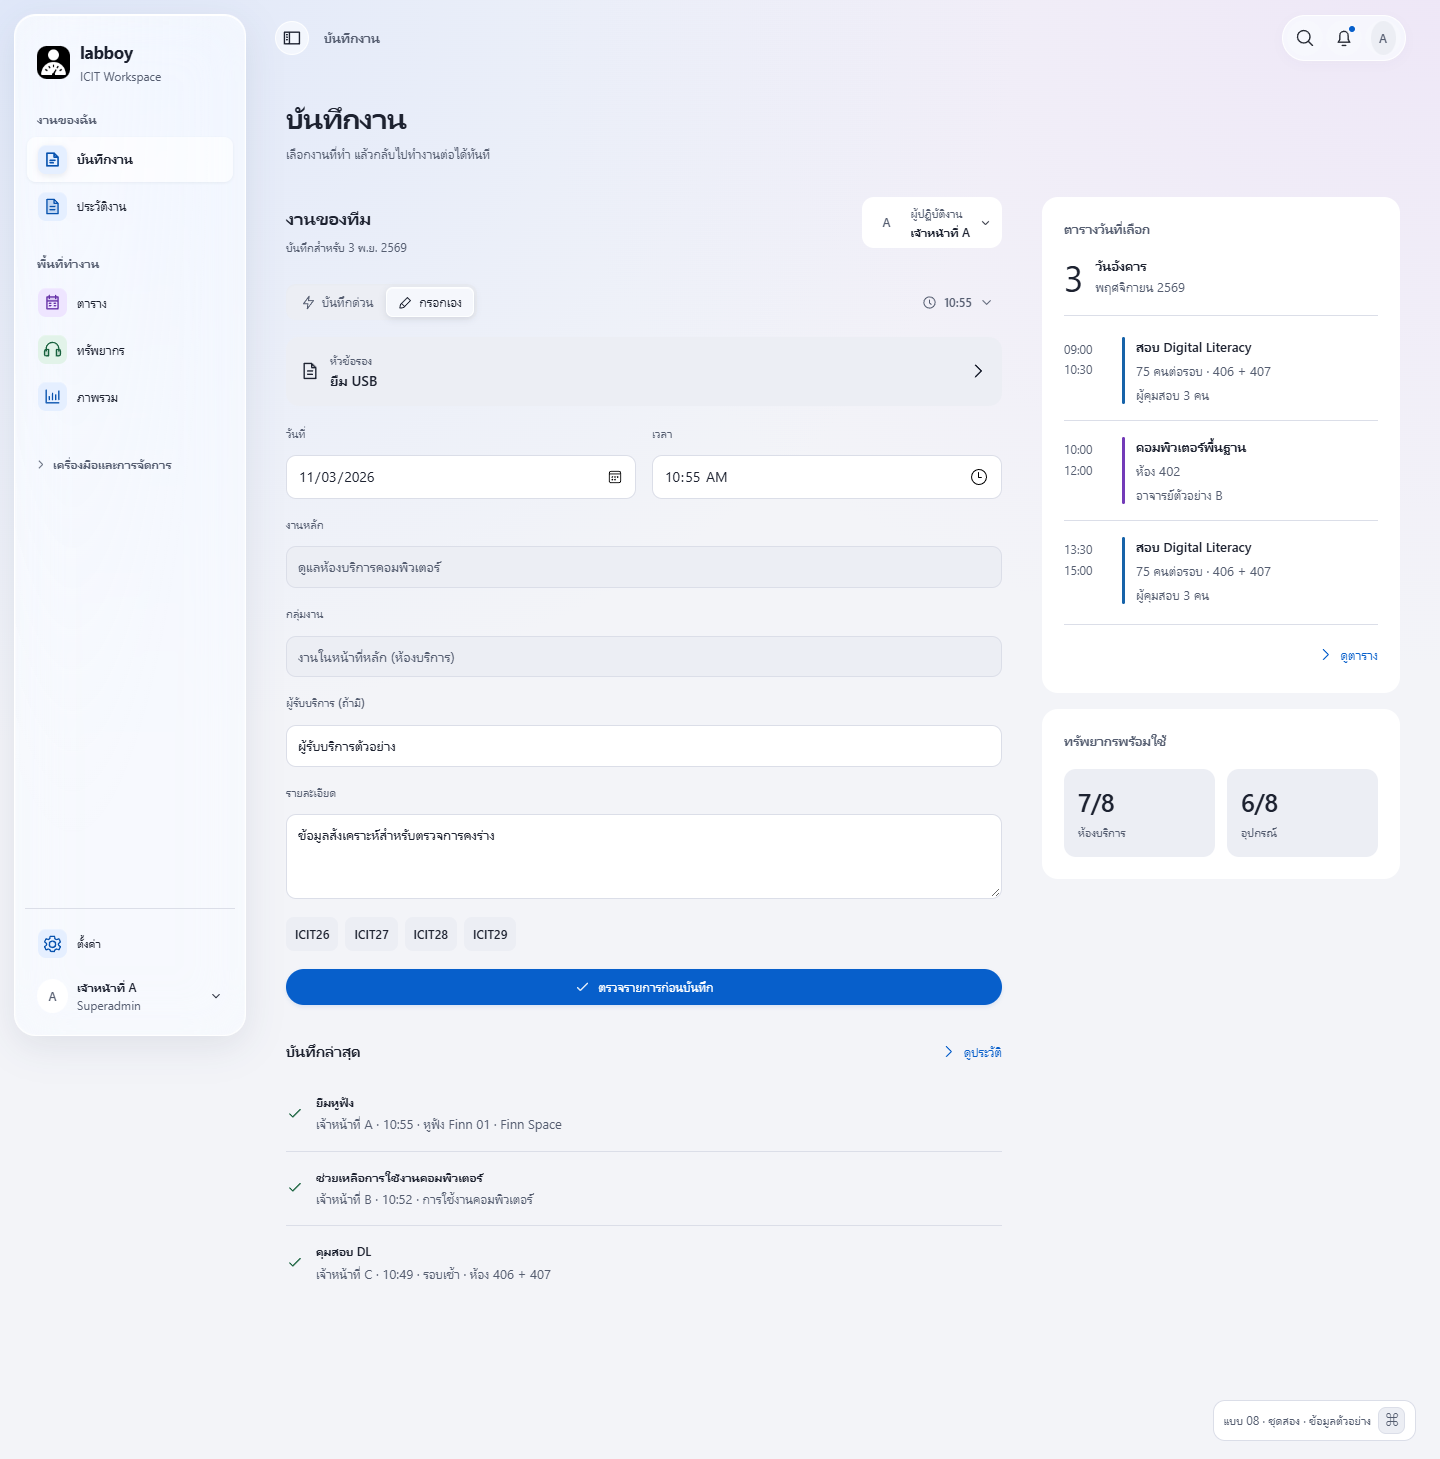 labboy
ICIT Workspace
งานของฉัน
บันทึกงาน
ประวัติงาน
พื้นที่ทำงาน
ตาราง
ทรัพยากร
ภาพรวม
เครื่องมือและการจัดการ
ตั้งค่า
A
เจ้าหน้าที่ A
Superadmin
บันทึกงาน
A
บันทึกงาน
เลือกงานที่ทำ แล้วกลับไปทำงานต่อได้ทันที
งานของทีม
บันทึกสำหรับ 3 พ.ย. 2569
A
ผู้ปฏิบัติงาน
เจ้าหน้าที่ A
บันทึกด่วน
กรอกเอง
10:55
หัวข้อรอง
ยืม USB
วันที่
เวลา
11/03/2026
10:55 AM
งานหลัก
ดูแลห้องบริการคอมพิวเตอร์
กลุ่มงาน
งานในหน้าที่หลัก (ห้องบริการ)
ผู้รับบริการ (ถ้ามี)
ผู้รับบริการตัวอย่าง
รายละเอียด
ข้อมูลสังเคราะห์สำหรับตรวจการคงร่าง
ICIT26
ICIT27
ICIT28
ICIT29
ตรวจรายการก่อนบันทึก
บันทึกล่าสุด
ดูประวัติ
ยืมหูฟัง
เจ้าหน้าที่ A · 10:55 · หูฟัง Finn 01 · Finn Space
ช่วยเหลือการใช้งานคอมพิวเตอร์
เจ้าหน้าที่ B · 10:52 · การใช้งานคอมพิวเตอร์
คุมสอบ DL
เจ้าหน้าที่ C · 10:49 · รอบเช้า · ห้อง 406 + 407
ตารางวันที่เลือก
3
วันอังคาร
พฤศจิกายน 2569
09:00
10:30
สอบ Digital Literacy
75 คนต่อรอบ · 406 + 407
ผู้คุมสอบ 3 คน
10:00
12:00
คอมพิวเตอร์พื้นฐาน
ห้อง 402
อาจารย์ตัวอย่าง B
13:30
15:00
สอบ Digital Literacy
75 คนต่อรอบ · 406 + 407
ผู้คุมสอบ 3 คน
ดูตาราง
ทรัพยากรพร้อมใช้
7/8
ห้องบริการ
6/8
อุปกรณ์
แบบ 08 · ชุดสอง · ข้อมูลตัวอย่าง
⌘